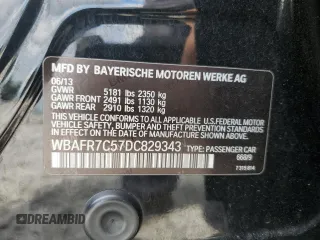 MFD BY BAYERISCHE MOTOREN WERKE AG
06/13
GVWR 5181 lbs 2350 kg
GAWR FRONT 2491 lbs 1130 kg
GAWR REAR 2910 lbs 1320 kg
THIS VEHICLE CONFORMS TO ALL APPLICABLE U.S. FEDERAL MOTOR
VEHICLE SAFETY, BUMPER, AND THEFT PREVENTION STANDARDS
IN EFFECT ON THE DATE OF MANUFACTURE SHOWN ABOVE.
WBAFR7C57DC829343 TYPE: PASSENGER CAR
668/9
DREAMBID